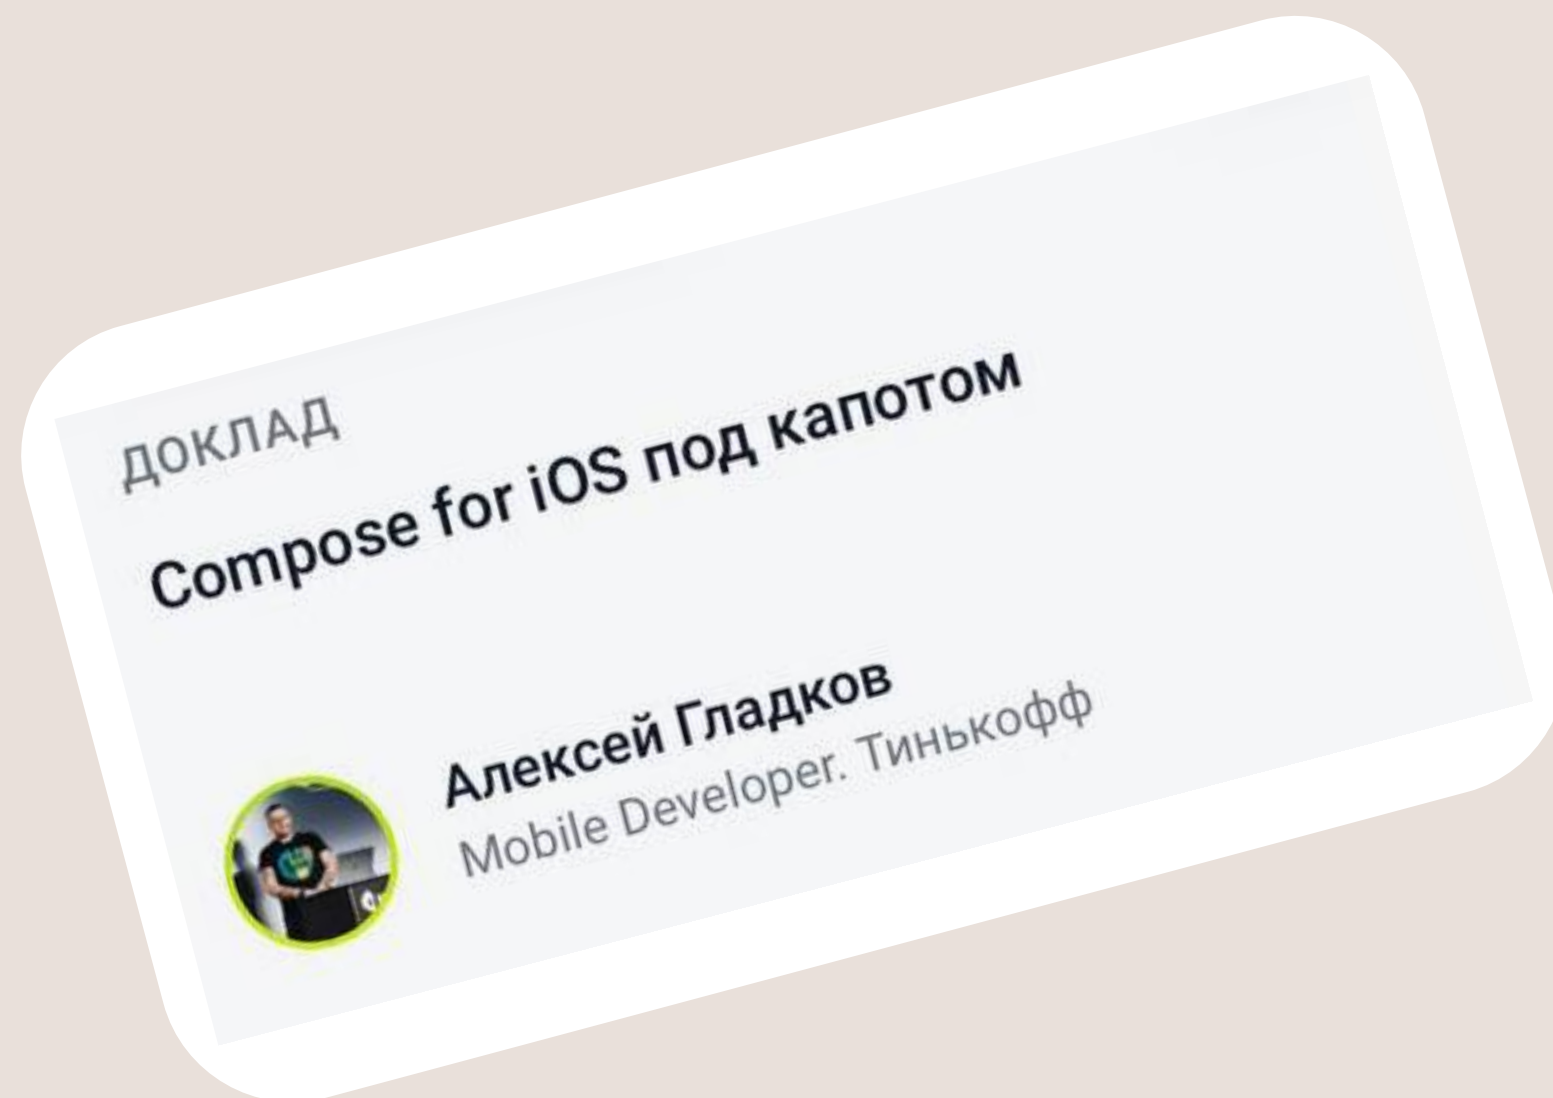 ДОКЛАД
Compose for iOS под капотом
Алексей Гладков
Mobile Developer. Тинькофф